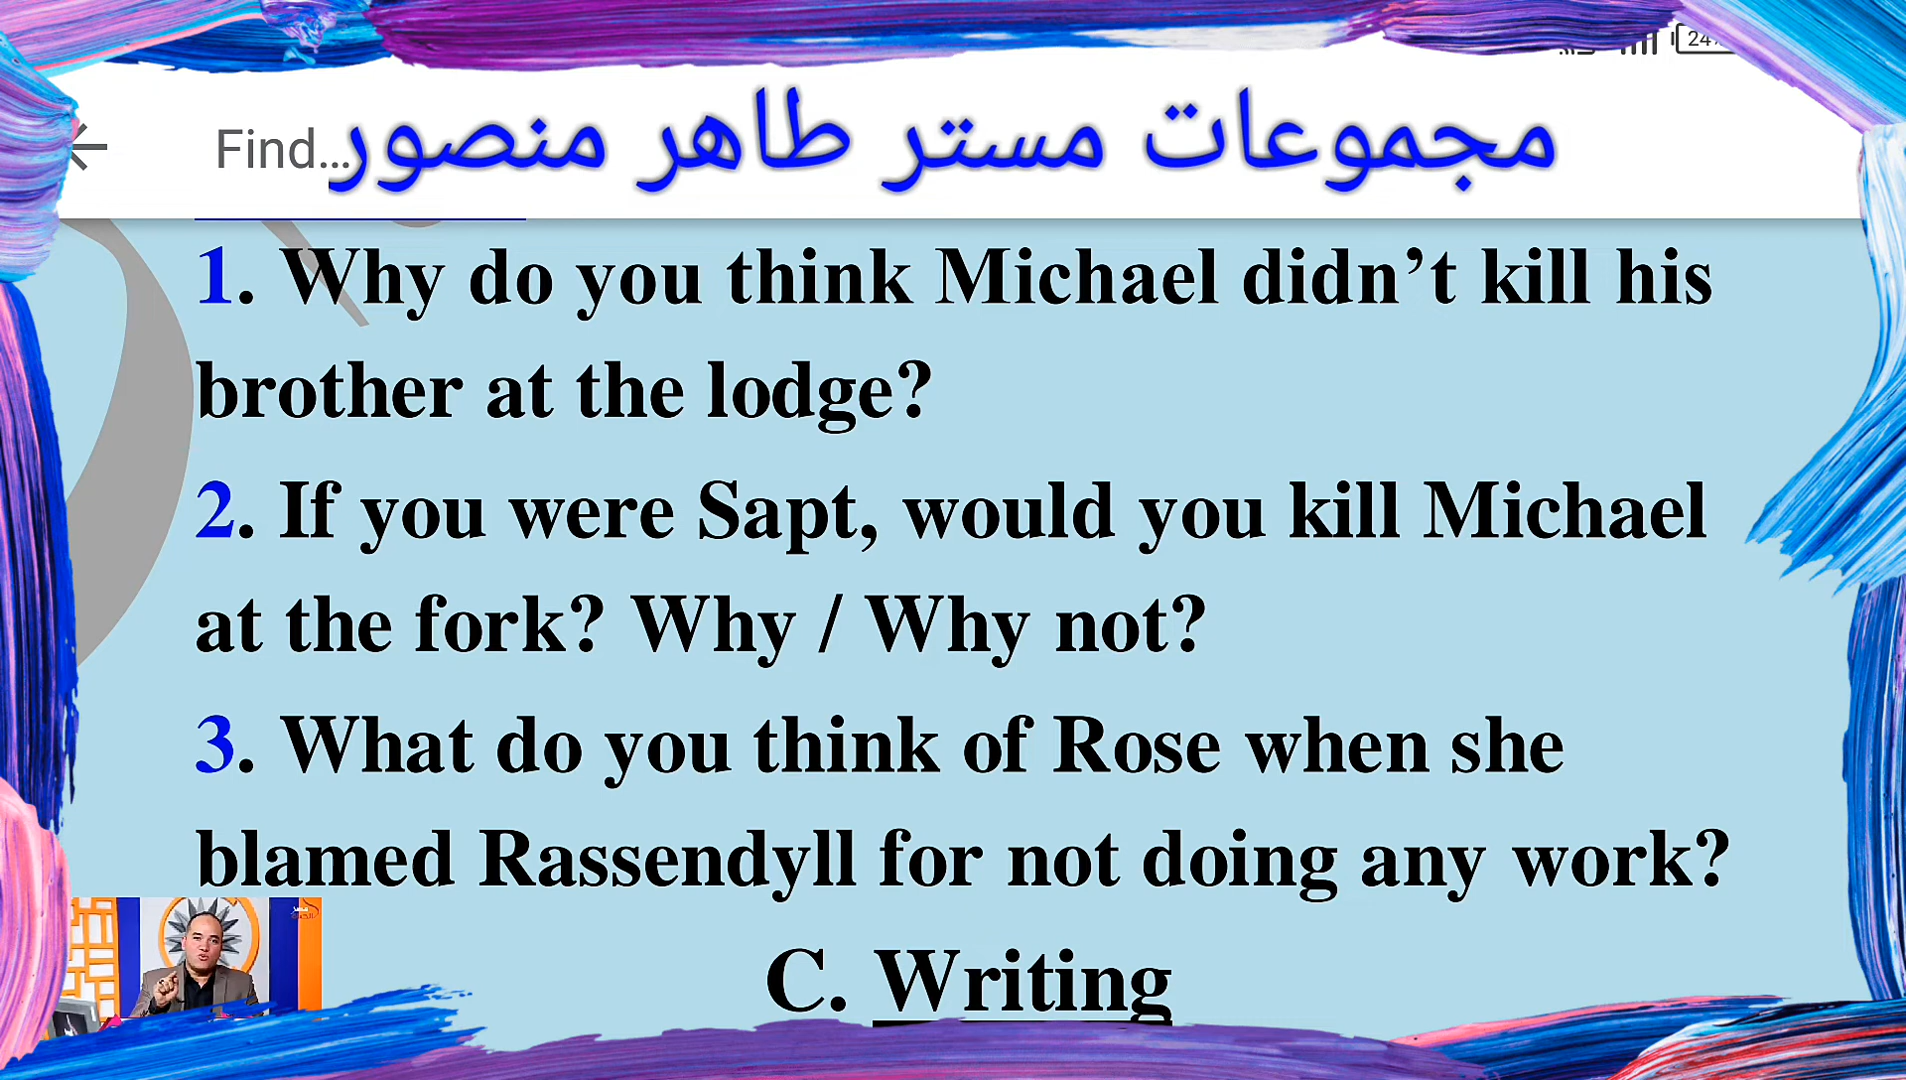 24
Find...
مجموعات مستر طاهر منصور
1. Why do you think Michael didn’t kill his
brother at the lodge?
2. If you were Sapt, would you kill Michael
at the fork? Why / Why not?
3. What do you think of Rose when she
blamed Rassendyll for not doing any work?
C. Writing